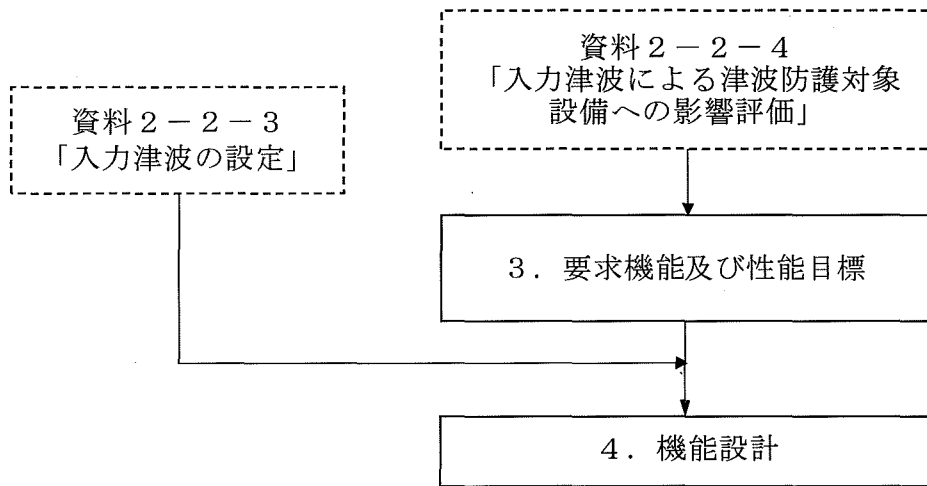 資料２－２－４
「入力津波による津波防護対象
設備への影響評価」
資料２－２－３
「入力津波の設定」
３．要求機能及び性能目標
４．機能設計